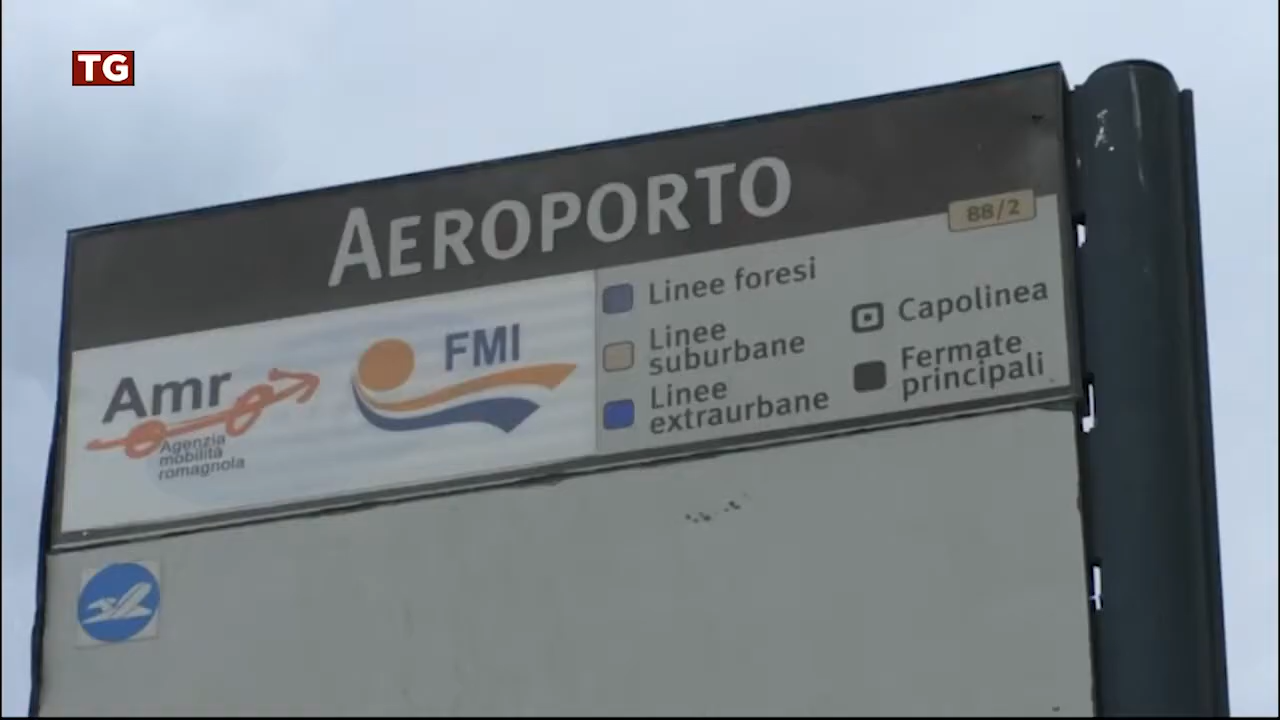 TG
AEROPORTO
88/2
Amr
Agenzia
mobilità
romagnola
FMI
Linee foresi
Linee
suburbane
Linee
extraurbane
Capolinea
Fermate
principali